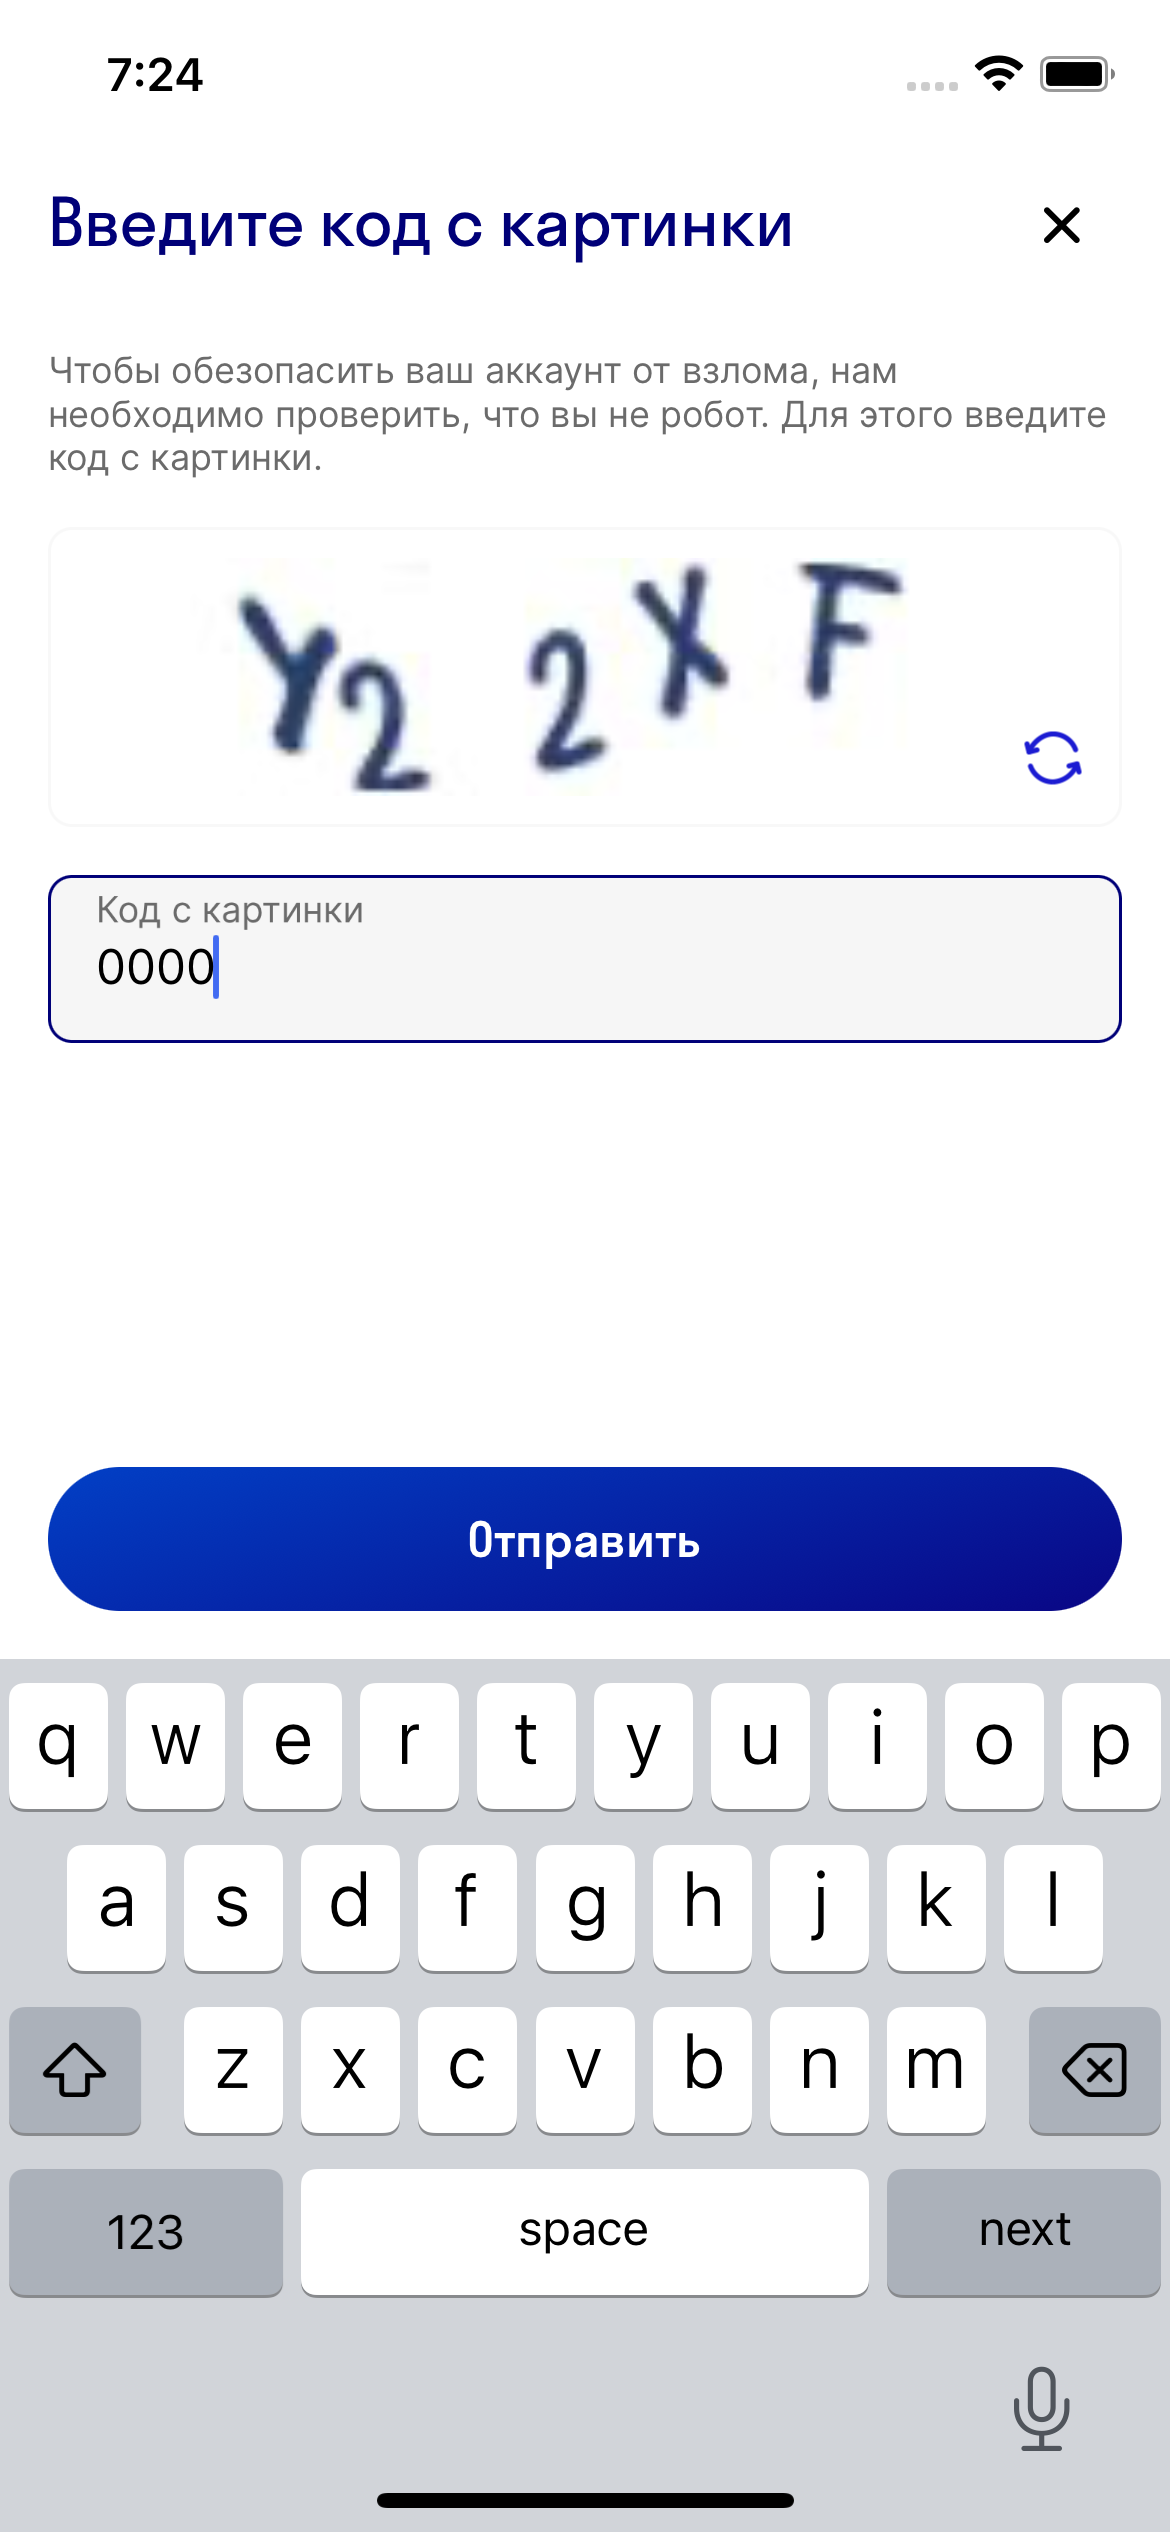 7:24
Введите код с картинки
Чтобы обезопасить ваш аккаунт от взлома, нам
необходимо проверить, что вы не робот. Для этого введите
код с картинки.
Y2 2XF
Код с картинки
0000
Отправить
q w e r t y u i o p
a s d f g h j k l
z x c v b n m
123 space next